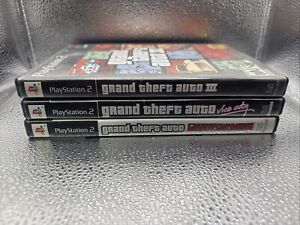 PlayStation 2 grand theft auto III
PlayStation 2 grand theft auto vice city
PlayStation 2 grand theft auto